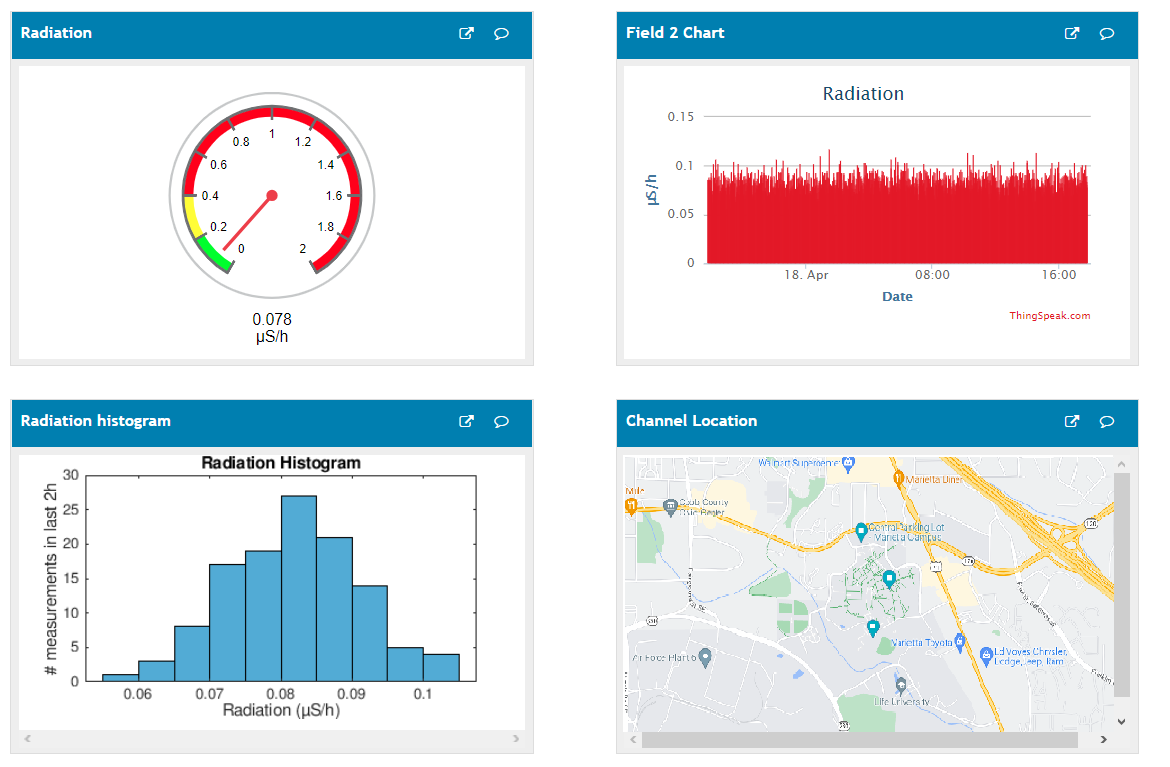 Radiation
0
0.2
0.4
0.6
0.8
1
1.2
1.4
1.6
1.8
2
0.078
µS/h
Field 2 Chart
Radiation
0.15
0.1
0.05
0
µS/h
18. Apr
08:00
16:00
Date
ThingSpeak.com
Radiation histogram
Radiation Histogram
30
25
20
15
10
5
0
# measurements in last 2h
0.06
0.07
0.08
0.09
0.1
Radiation (µS/h)
Channel Location
Supercenter
Marietta Diner
Mile
Cobb County
120
Central Parking Lot
Marietta Campus
Marietta Toyota
Ed Voyles Chrysler,
Dodge, Jeep, Ram
Air Force Plant 6
Life University
280